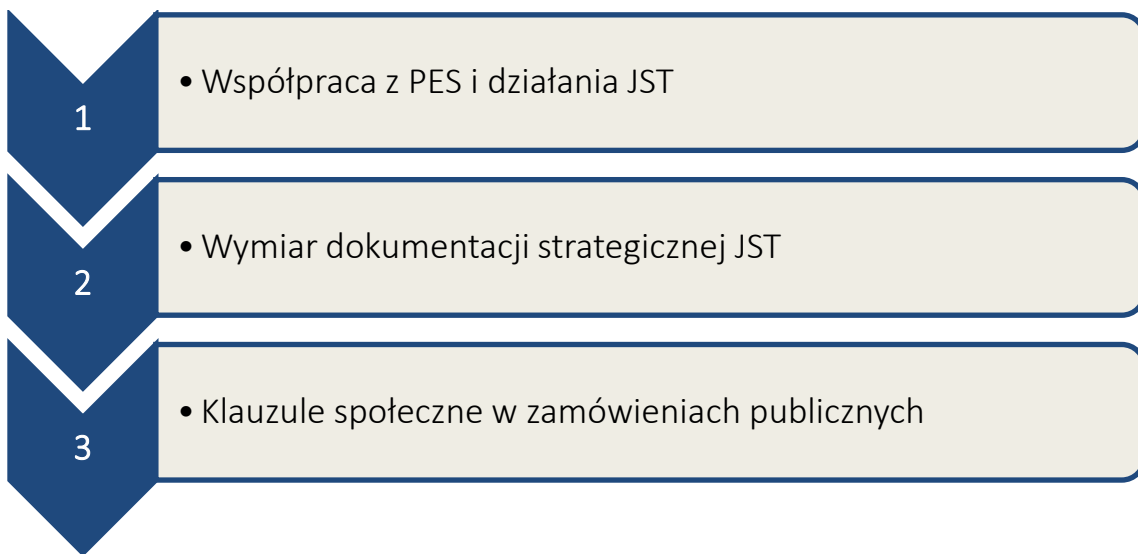 1
• Współpraca z PES i działania JST
2
• Wymiar dokumentacji strategicznej JST
3
• Klauzule społeczne w zamówieniach publicznych